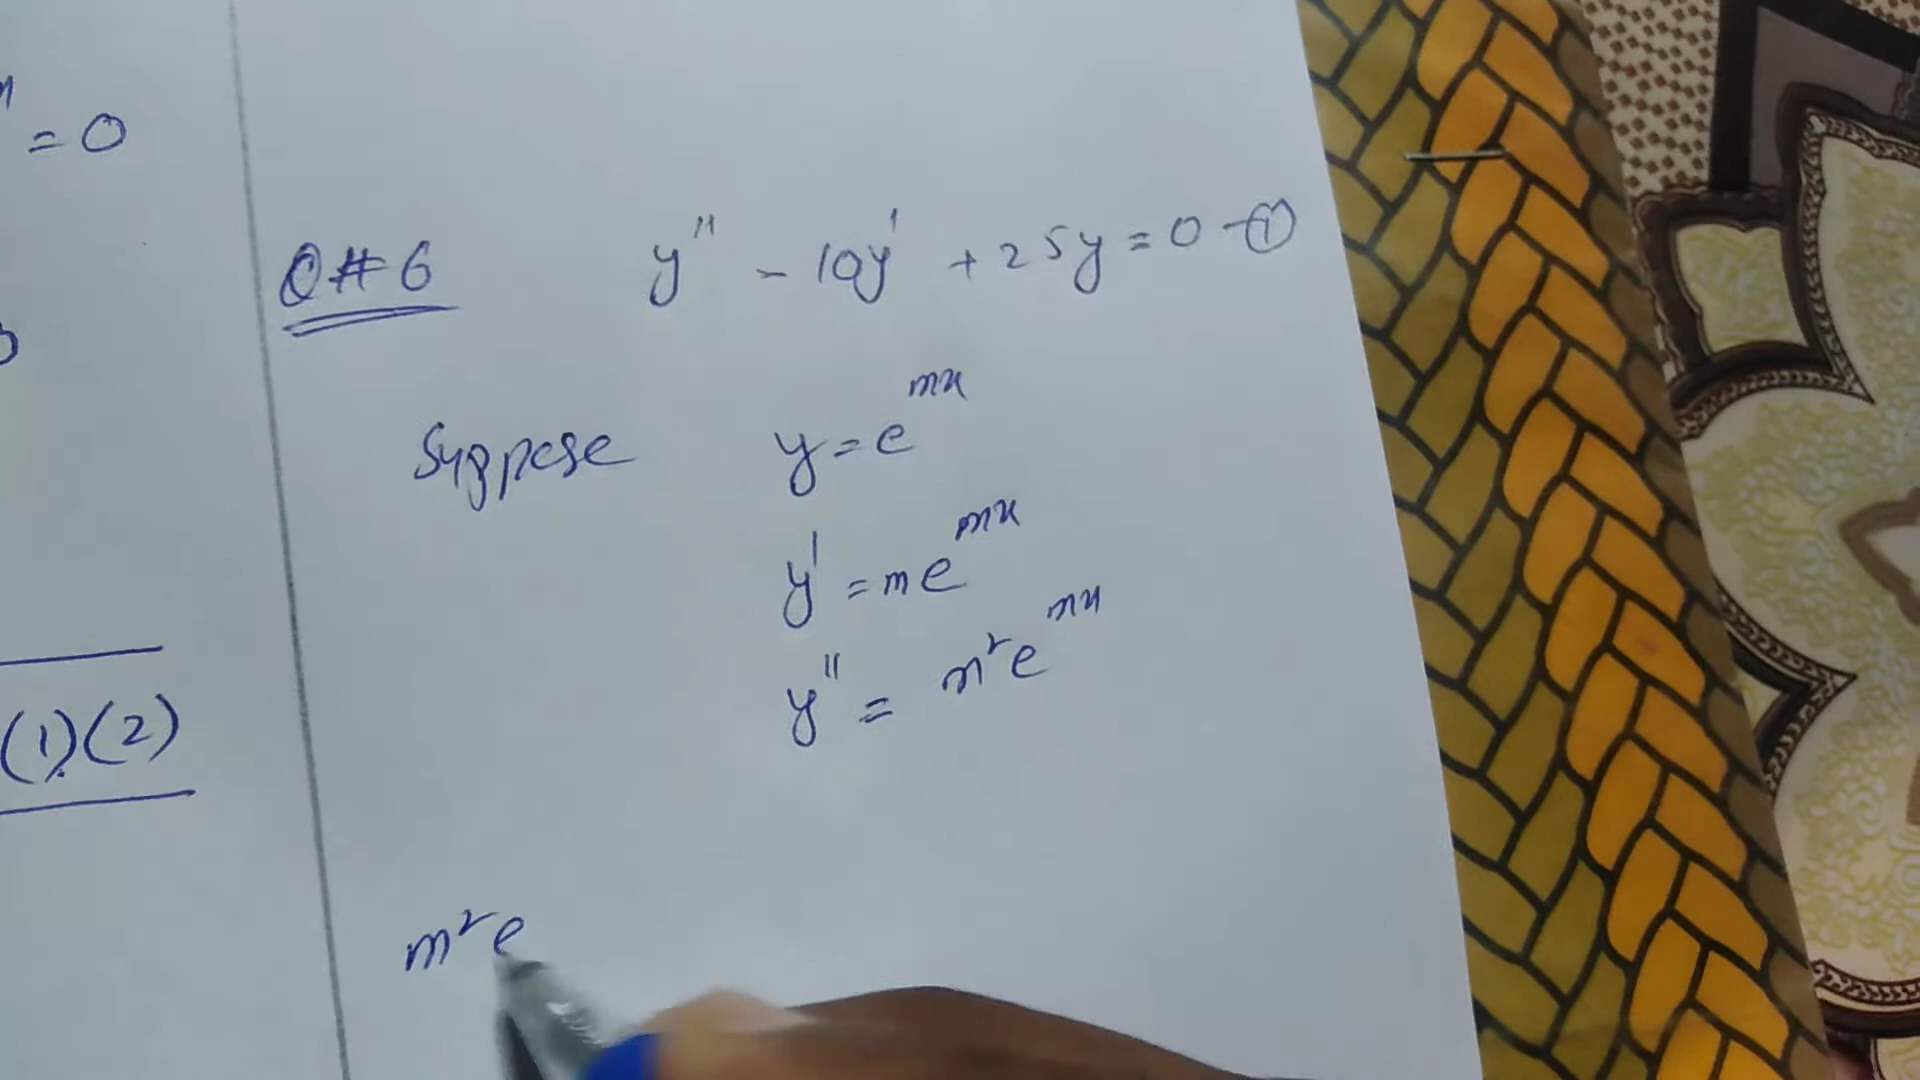 = 0
(1)(2)
Q#6 y'' - 10y' + 25y = 0 -①
Suppose y = e^{mx}
y' = me^{mx}
y'' = m²e^{mx}
m²e